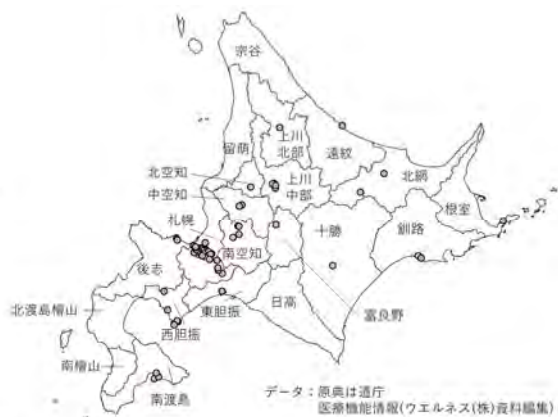 宗谷
上川
北部
留萌
遠紋
北空知
上川
中部
北網
中空知
根室
札幌
十勝
釧路
南空知
後志
北渡島檜山
東胆振
日高
富良野
西胆振
南檜山
南渡島
データ：原典は道庁
医療機能情報(ウエルネス(株)資料編集)